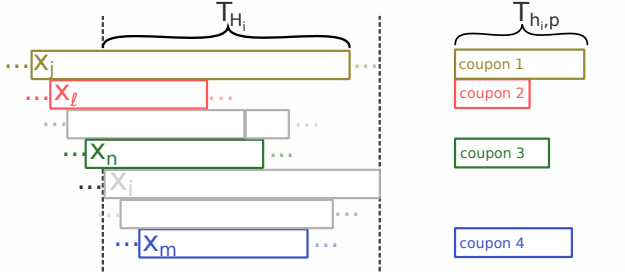 T_{H_i} T_{h_i,p}
...x_j... coupon 1
...x_ℓ... coupon 2
... ...
...x_n... coupon 3
...x_i
... ...
...x_m... coupon 4